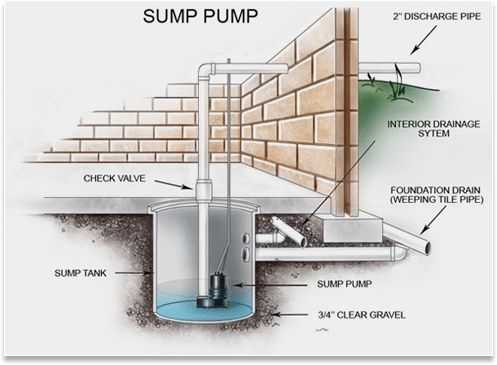 SUMP PUMP
2" DISCHARGE PIPE
INTERIOR DRAINAGE
SYTEM
CHECK VALVE
FOUNDATION DRAIN
(WEEPING TILE PIPE)
SUMP TANK
SUMP PUMP
3/4" CLEAR GRAVEL